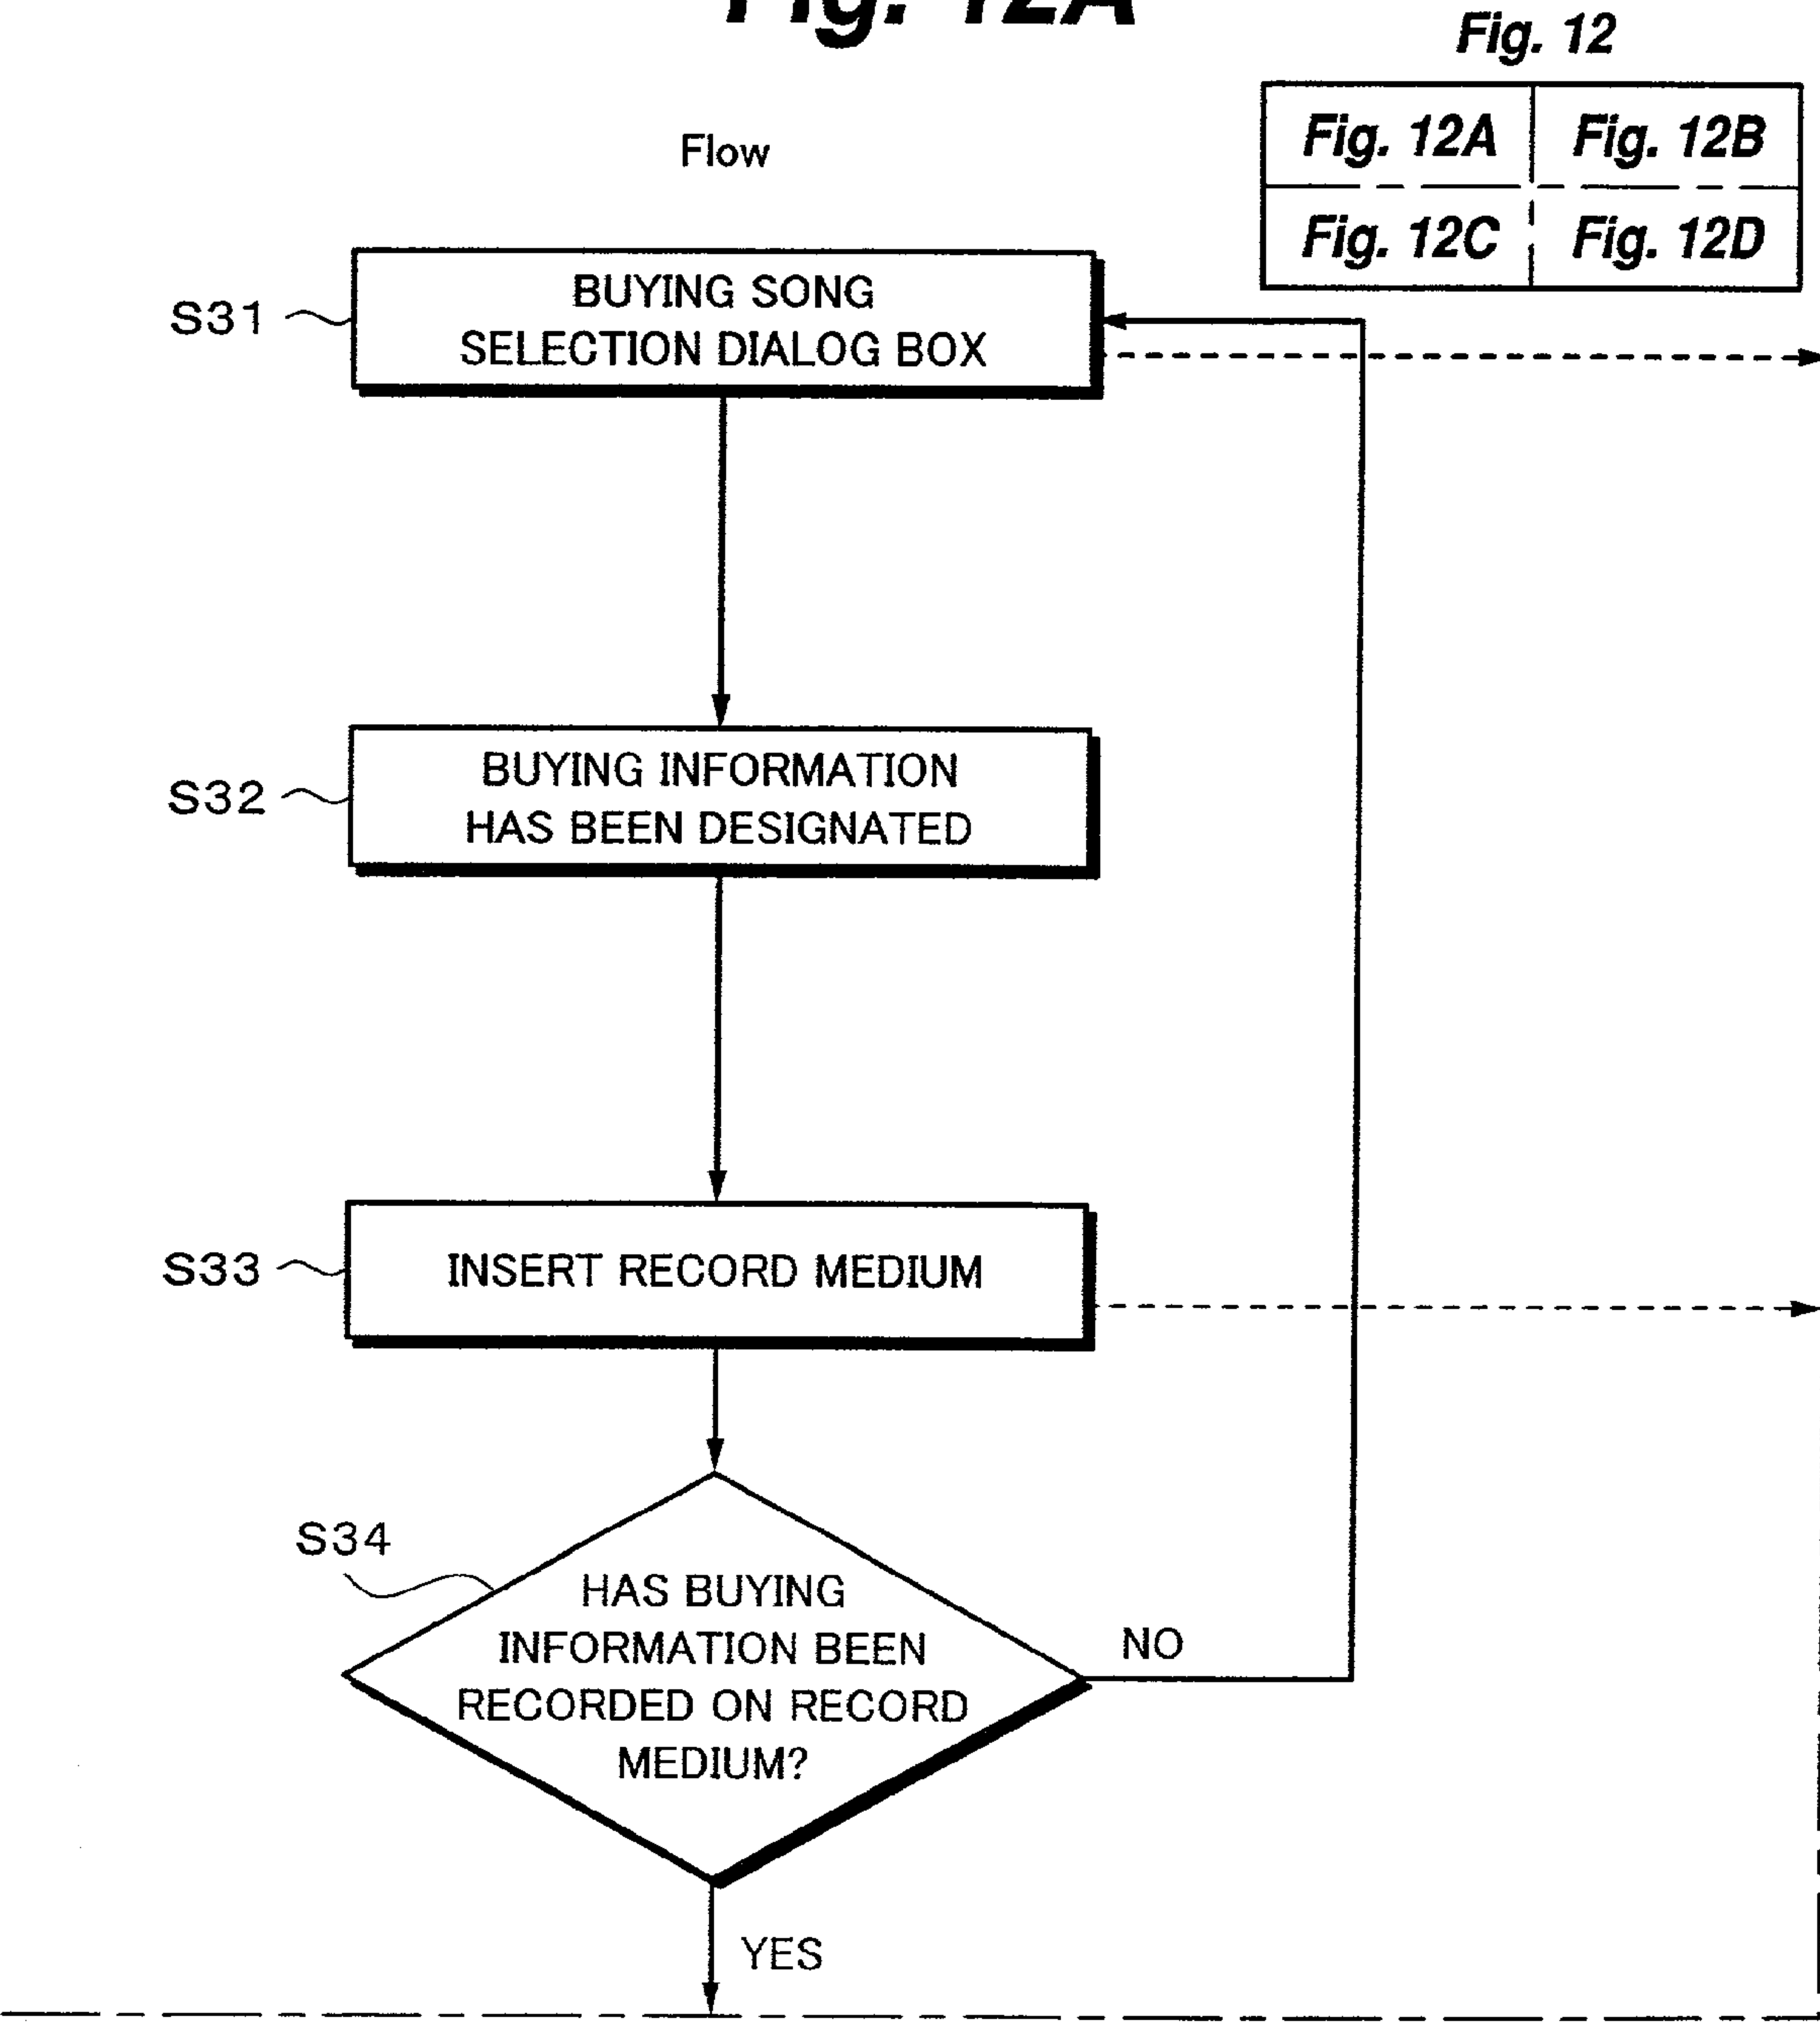 Fig. 12A
Fig. 12
Fig. 12A Fig. 12B
Fig. 12C Fig. 12D
Flow
S31
BUYING SONG
SELECTION DIALOG BOX
S32
BUYING INFORMATION
HAS BEEN DESIGNATED
S33
INSERT RECORD MEDIUM
S34
HAS BUYING
INFORMATION BEEN
RECORDED ON RECORD
MEDIUM?
NO
YES